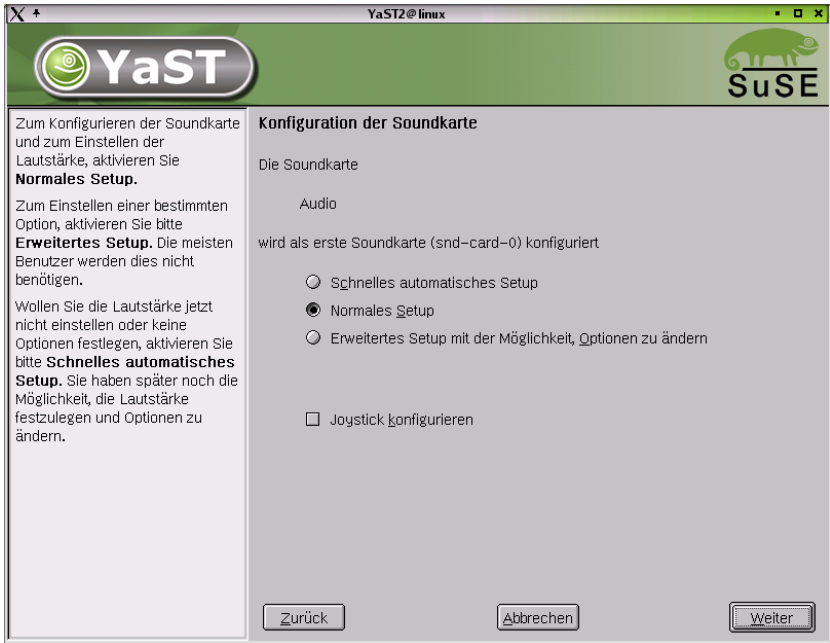 YaST2@linux
YaST
SuSE
Zum Konfigurieren der Soundkarte
und zum Einstellen der
Lautstärke, aktivieren Sie
Normales Setup.
Zum Einstellen einer bestimmten
Option, aktivieren Sie bitte
Erweitertes Setup. Die meisten
Benutzer werden dies nicht
benötigen.
Wollen Sie die Lautstärke jetzt
nicht einstellen oder keine
Optionen festlegen, aktivieren Sie
bitte Schnelles automatisches
Setup. Sie haben später noch die
Möglichkeit, die Lautstärke
festzulegen und Optionen zu
ändern.
Konfiguration der Soundkarte
Die Soundkarte
Audio
wird als erste Soundkarte (snd-card-0) konfiguriert
Schnelles automatisches Setup
Normales Setup
Erweitertes Setup mit der Möglichkeit, Optionen zu ändern
Joystick konfigurieren
Zurück
Abbrechen
Weiter